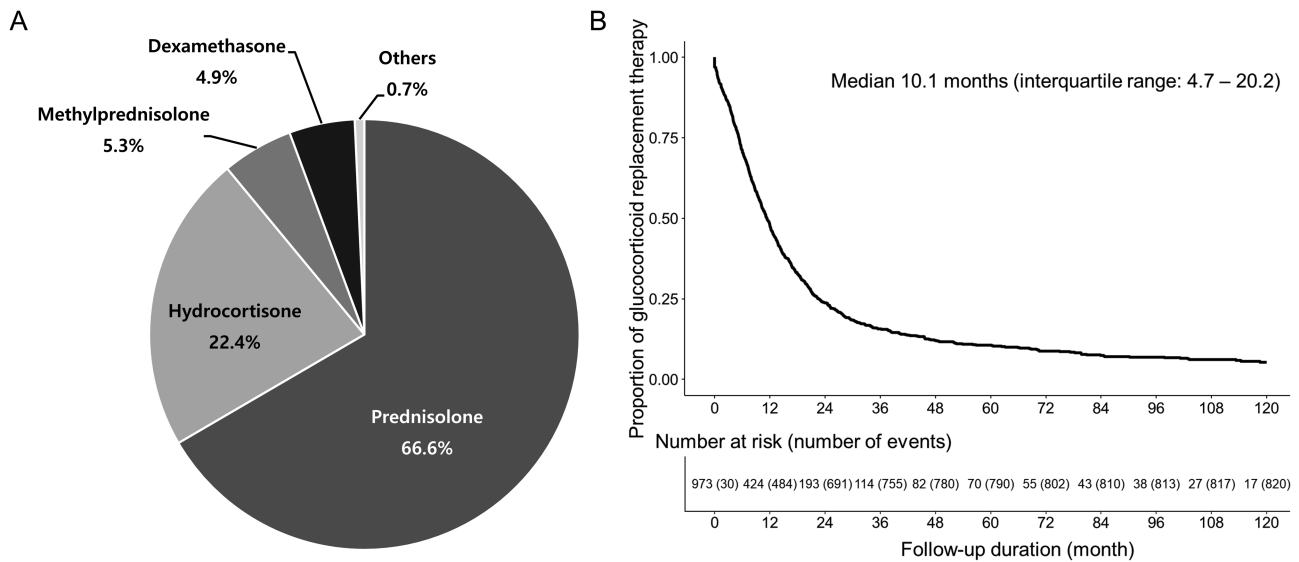 A
Dexamethasone
4.9%
Others
0.7%
Methylprednisolone
5.3%
Hydrocortisone
22.4%
Prednisolone
66.6%
B
Proportion of glucocorticoid replacement therapy
Median 10.1 months (interquartile range: 4.7 – 20.2)
1.00
0.75
0.50
0.25
0.00
0 12 24 36 48 60 72 84 96 108 120
Number at risk (number of events)
973 (30) 424 (484) 193 (691) 114 (755) 82 (780) 70 (790) 55 (802) 43 (810) 38 (813) 27 (817) 17 (820)
0 12 24 36 48 60 72 84 96 108 120
Follow-up duration (month)